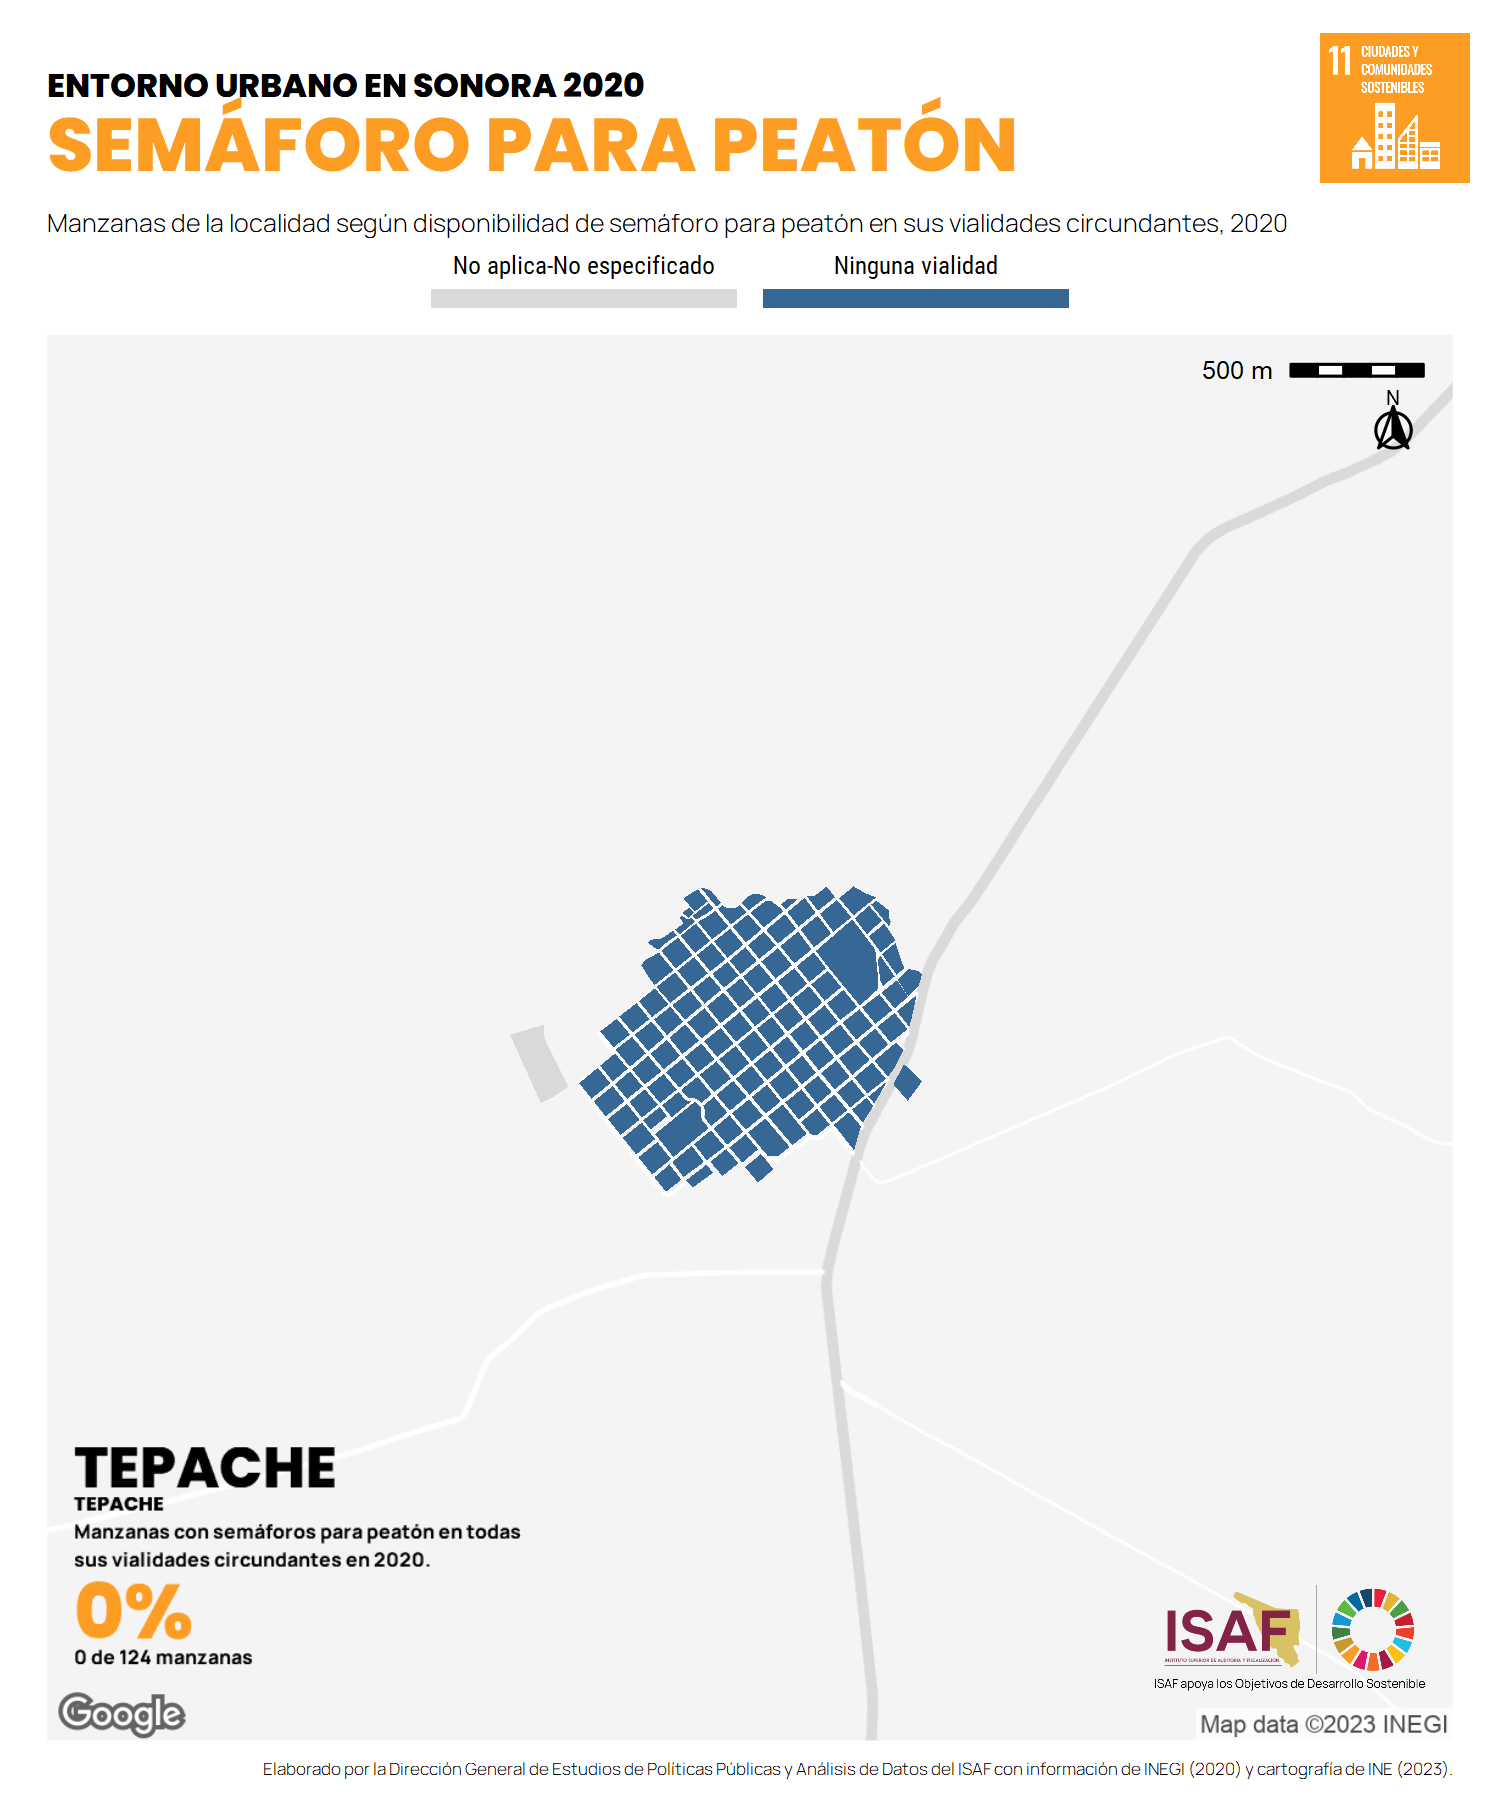 ENTORNO URBANO EN SONORA 2020
SEMÁFORO PARA PEATÓN
11 CIUDADES Y
COMUNIDADES
SOSTENIBLES
Manzanas de la localidad según disponibilidad de semáforo para peatón en sus vialidades circundantes, 2020
No aplica-No especificado
Ninguna vialidad
500 m
N
TEPACHE
TEPACHE
Manzanas con semáforos para peatón en todas
sus vialidades circundantes en 2020.
0%
0 de 124 manzanas
ISAF
INSTITUTO SUPERIOR DE AUDITORÍA Y FISCALIZACIÓN
ISAF apoya los Objetivos de Desarrollo Sostenible
Google
Map data ©2023 INEGI
Elaborado por la Dirección General de Estudios de Políticas Públicas y Análisis de Datos del ISAF con información de INEGI (2020) y cartografía de INE (2023).